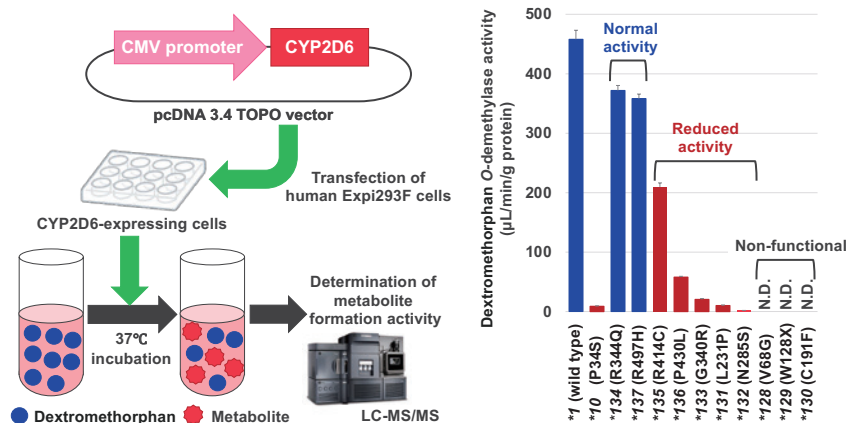 CMV promoter
CYP2D6
pcDNA 3.4 TOPO vector
Transfection of
human Expi293F cells
CYP2D6-expressing cells
37℃
incubation
Determination of
metabolite
formation activity
LC-MS/MS
Dextromethorphan
Metabolite
Dextromethorphan O-demethylase activity
(µL/min/g protein)
500
400
300
200
100
0
Normal
activity
Reduced
activity
Non-functional
N.D.
N.D.
N.D.
*1 (wild type)
*10 (P34S)
*134 (R344Q)
*137 (R497H)
*135 (R414C)
*136 (P430L)
*133 (G340R)
*131 (L231P)
*132 (N285S)
*128 (V68G)
*129 (W128X)
*130 (C191F)